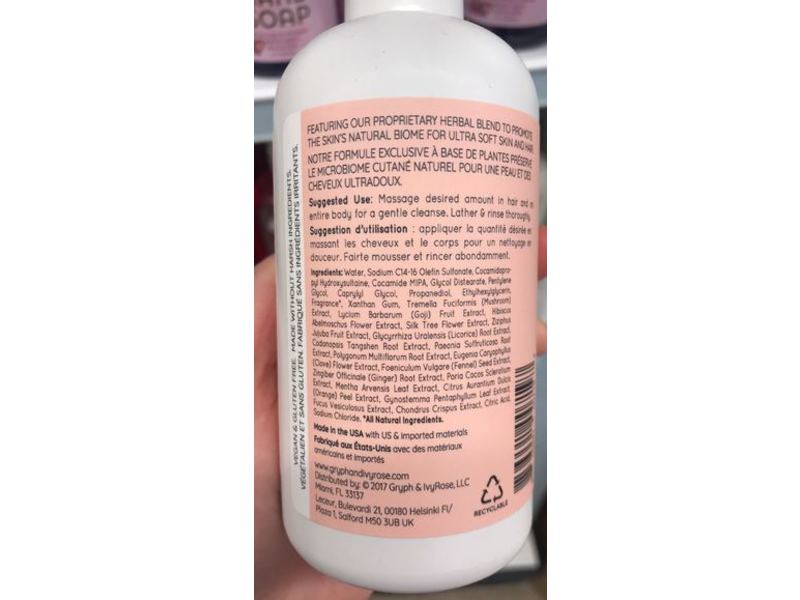 SOAP
FEATURING OUR PROPRIETARY HERBAL BLEND TO PROMOTE
THE SKIN'S NATURAL BIOME FOR ULTRA SOFT SKIN AND HAIR
NOTRE FORMULE EXCLUSIVE À BASE DE PLANTES PRÉSERVE
LE MICROBIOME CUTANÉ NATUREL POUR UNE PEAU ET DES
CHEVEUX ULTRADOUX.
Suggested Use: Massage desired amount in hair and
entire body for a gentle cleanse. Lather & rinse thoroughly.
Suggestion d'utilisation : appliquer la quantité désirée en
massant les cheveux et le corps pour un nettoyage en
douceur. Fairte mousser et rincer abondamment.
Ingredients: Water, Sodium C14-16 Olefin Sulfonate, Cocamidopro-
pyl Hydroxysultaine, Cocamide MIPA, Glycol Distearate, Pentylene
Glycol, Caprylyl Glycol, Propanediol, Ethylhexylglycerin,
Fragrance*, Xanthan Gum, Tremella Fuciformis (Mushroom)
Extract, Lycium Barbarum (Goji) Fruit Extract, Hibiscus
Abelmoschus Flower Extract, Silk Tree Flower Extract, Ziziphus
Jujuba Fruit Extract, Glycyrrhiza Uralensis (Licorice) Root Extract,
Codonopsis Tangshen Root Extract, Paeonia Suffruticosa Root
Extract, Polygonum Multiflorum Root Extract, Eugenia Caryophyllus
(Clove) Flower Extract, Foeniculum Vulgare (Fennel) Seed Extract,
Zingiber Officinale (Ginger) Root Extract, Poria Cocos Sclerotium
Extract, Mentha Arvensis Leaf Extract, Citrus Aurantium Dulcis
(Orange) Peel Extract, Gynostemma Pentaphyllum Leaf Extract,
Fucus Vesiculosus Extract, Chondrus Crispus Extract, Citric Acid,
Sodium Chloride. *All Natural Ingredients.
Made in the USA with US & imported materials
Fabriqué aux États-Unis avec des matériaux
américains et importés
www.gryphandivyrose.com
Distributed by: © 2017 Gryph & IvyRose, LLC
Miami, FL 33137
Leceur, Bulevardi 21, 00180 Helsinki FI/
Plaza 1, Salford M50 3UB UK
RECYCLABLE
VEGAN & GLUTEN FREE. MADE WITHOUT HARSH INGREDIENTS.
VÉGÉTALIEN ET SANS GLUTEN. FABRIQUÉ SANS INGRÉDIENTS IRRITANTS.